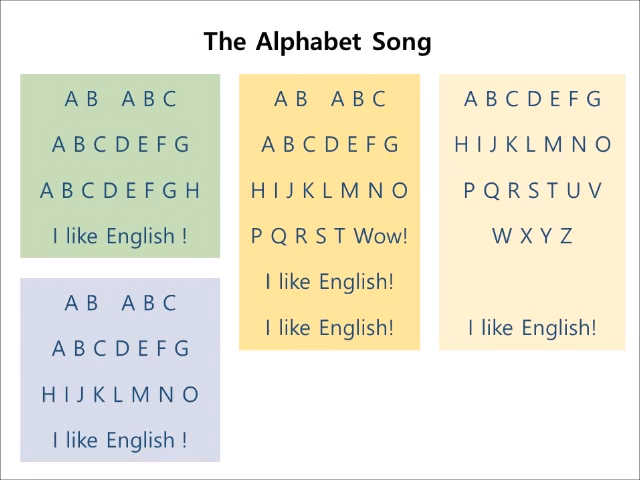 The Alphabet Song
A B   A B C
A B C D E F G
A B C D E F G H
I like English !
A B   A B C
A B C D E F G
H I J K L M N O
I like English !
A B   A B C
A B C D E F G
H I J K L M N O
P Q R S T Wow!
I like English!
I like English!
A B C D E F G
H I J K L M N O
P Q R S T U V
W X Y Z
I like English!